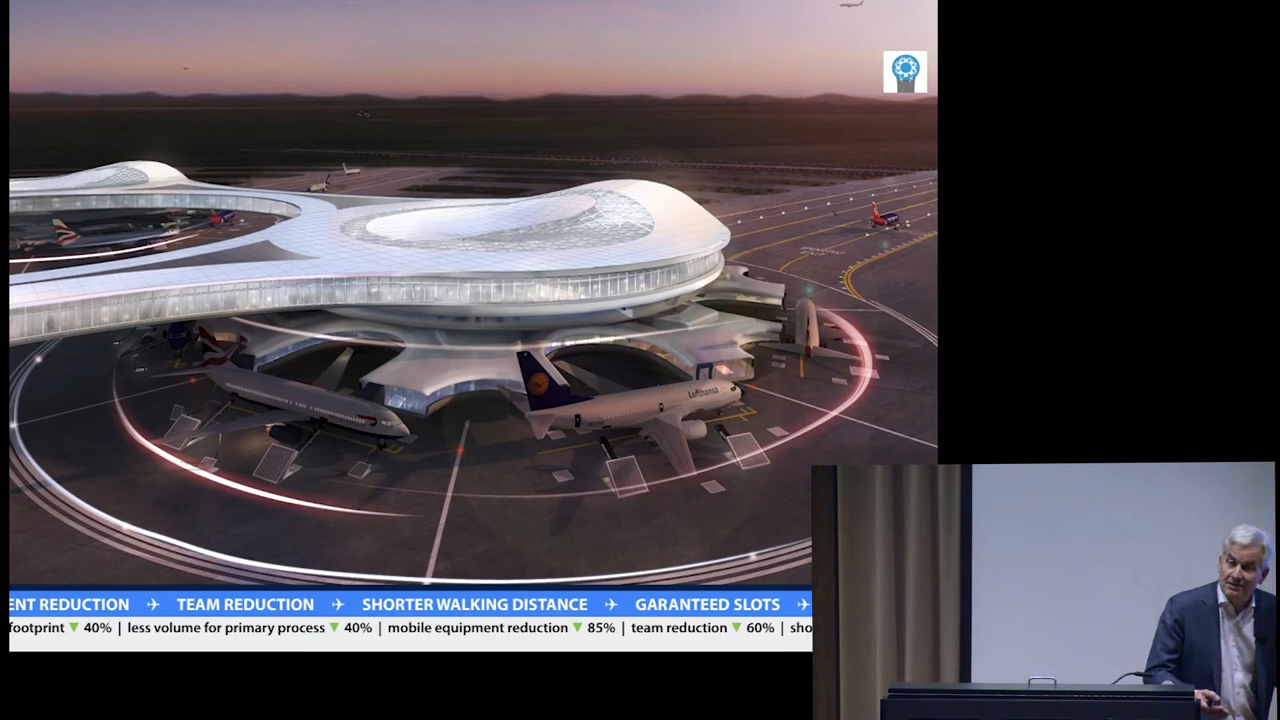 Lufthansa
ENT REDUCTION ✈ TEAM REDUCTION ✈ SHORTER WALKING DISTANCE ✈ GARANTEED SLOTS ✈
footprint ▼ 40% | less volume for primary process ▼ 40% | mobile equipment reduction ▼ 85% | team reduction ▼ 60% | sho